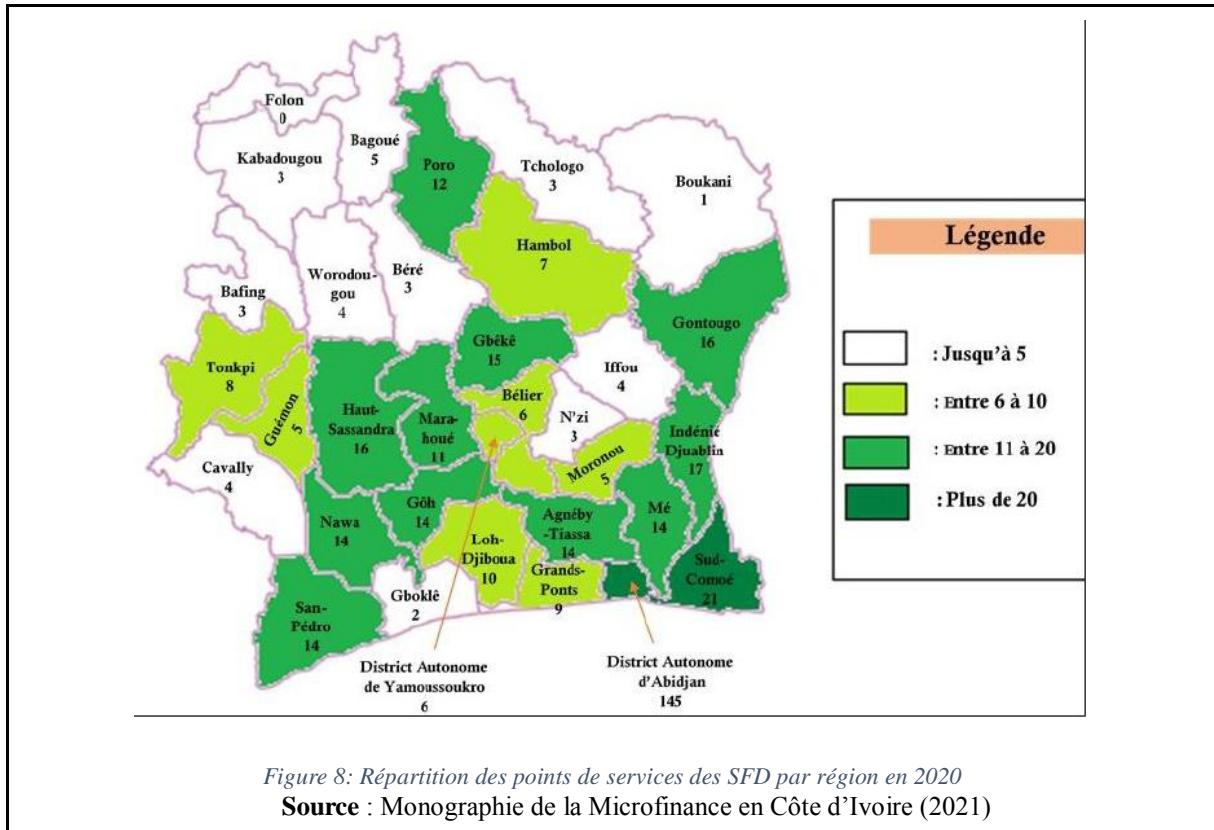 Folon
0
Kabadougou
3
Bagoué
5
Poro
12
Tchologo
3
Boukani
1
Hambol
7
Bafing
3
Worodou-
gou
4
Béré
3
Gontougo
16
Gbêkê
15
Iffou
4
Tonkpi
8
Guémon
5
Haut-
Sassandra
16
Mara-
houé
11
Bélier
6
N'zi
3
Moronou
5
Indénié
Djuablin
17
Cavally
4
Nawa
14
Gôh
14
Loh-
Djiboua
10
Agnéby
-Tiassa
14
Mé
14
Grands-
Ponts
9
Sud-
Comoé
21
San-
Pédro
14
Gboklê
2
District Autonome
de Yamoussoukro
6
District Autonome
d'Abidjan
145
Légende
: Jusqu'à 5
: Entre 6 à 10
: Entre 11 à 20
: Plus de 20
Figure 8: Répartition des points de services des SFD par région en 2020
Source : Monographie de la Microfinance en Côte d'Ivoire (2021)